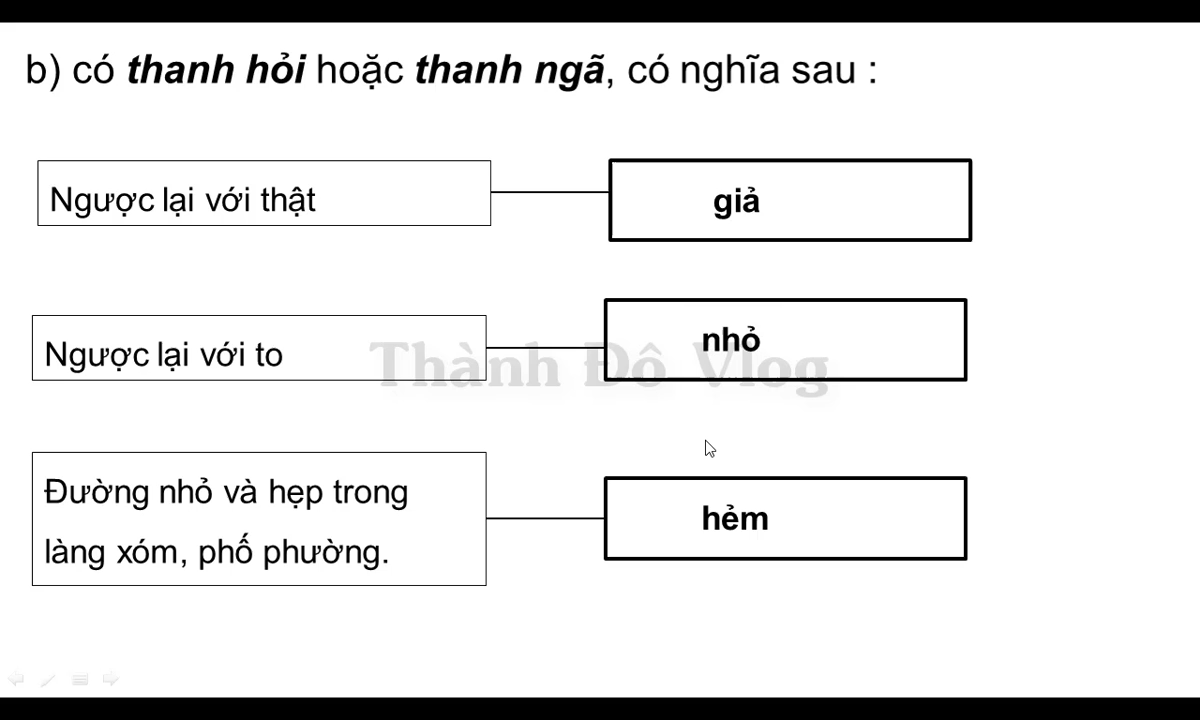 b) có thanh hỏi hoặc thanh ngã, có nghĩa sau :
Ngược lại với thật
giả
Ngược lại với to
nhỏ
Thành Đô Vlog
Đường nhỏ và hẹp trong
làng xóm, phố phường.
hẻm